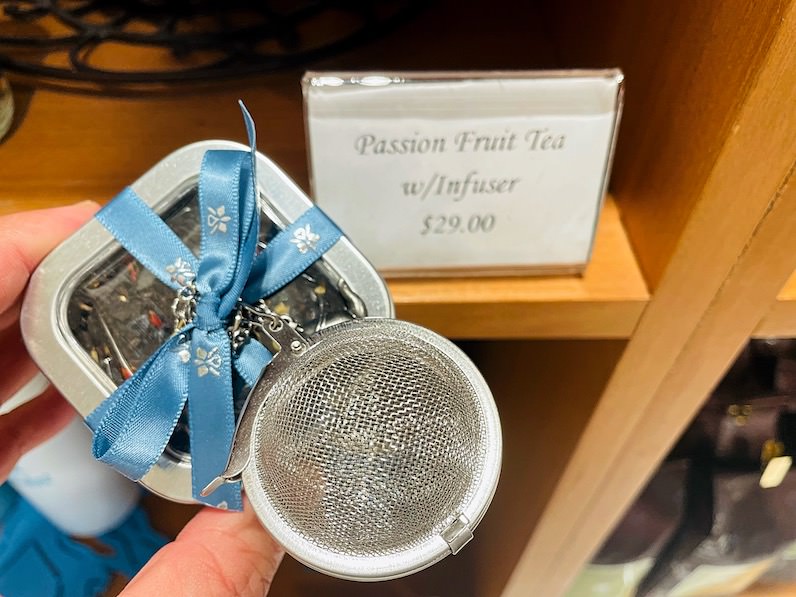 Passion Fruit Tea
w/Infuser
$29.00